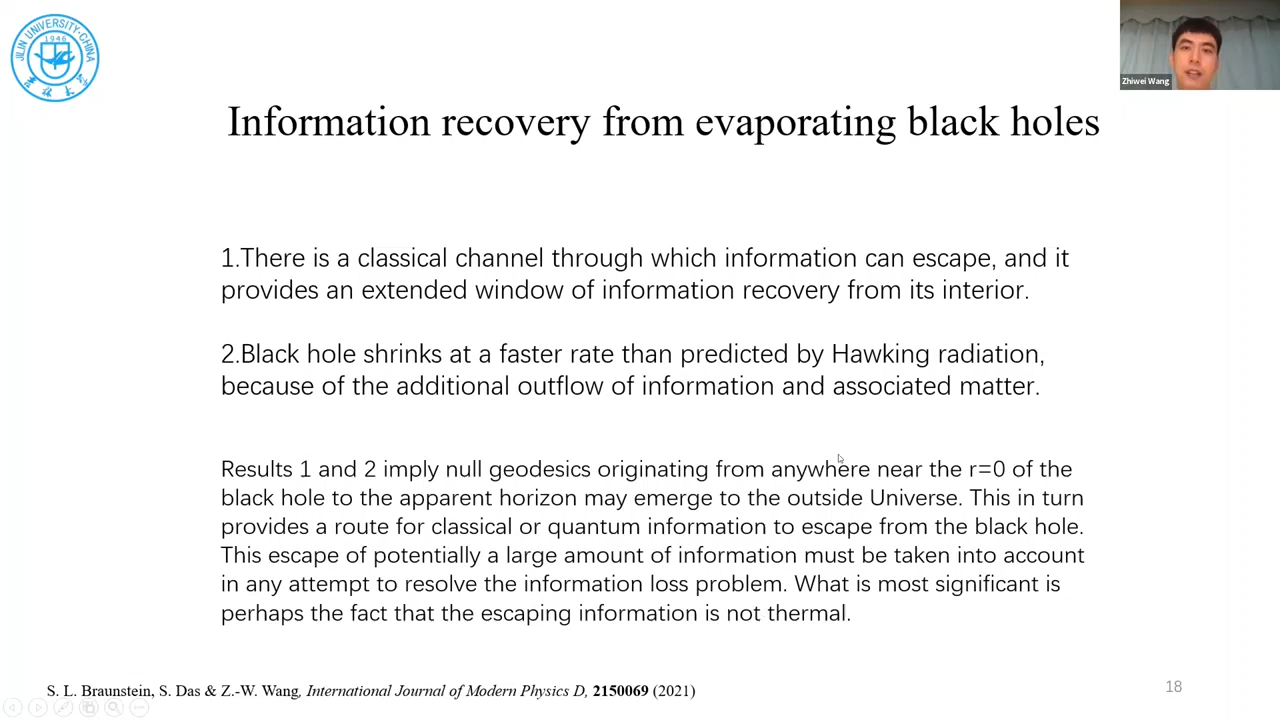 JILIN UNIVERSITY·CHINA
1946
Zhiwei Wang
Information recovery from evaporating black holes
1.There is a classical channel through which information can escape, and it
provides an extended window of information recovery from its interior.
2.Black hole shrinks at a faster rate than predicted by Hawking radiation,
because of the additional outflow of information and associated matter.
Results 1 and 2 imply null geodesics originating from anywhere near the r=0 of the
black hole to the apparent horizon may emerge to the outside Universe. This in turn
provides a route for classical or quantum information to escape from the black hole.
This escape of potentially a large amount of information must be taken into account
in any attempt to resolve the information loss problem. What is most significant is
perhaps the fact that the escaping information is not thermal.
S. L. Braunstein, S. Das & Z.-W. Wang, International Journal of Modern Physics D, 2150069 (2021)
18